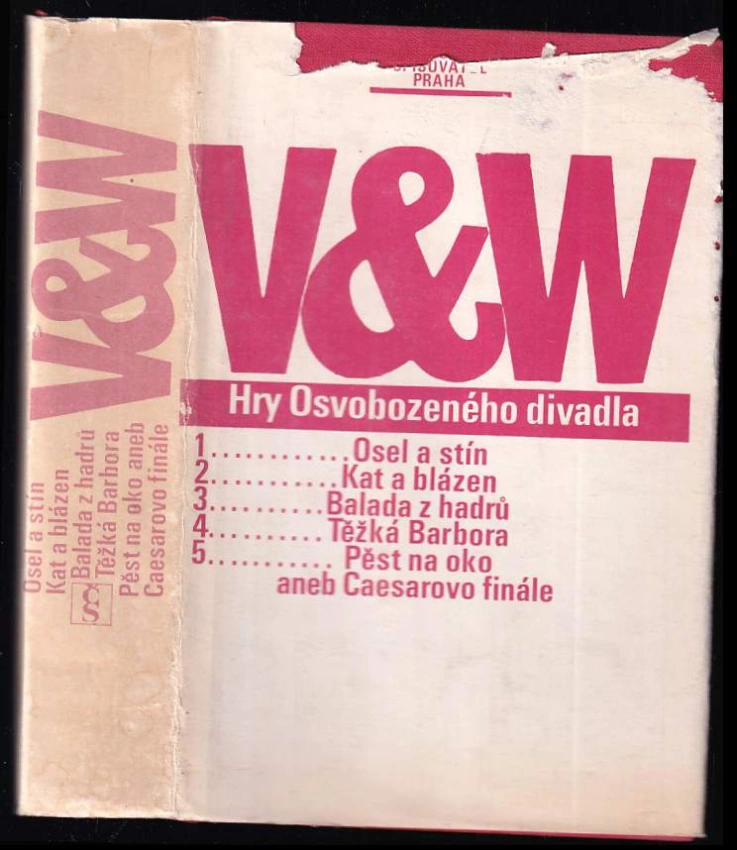 PRAHA
V&W
Hry Osvobozeného divadla
1............Osel a stín
2...........Kat a blázen
3..........Balada z hadrů
4..........Těžká Barbora
5........... Pěst na oko
aneb Caesarovo finále
V&W
Osel a stín
Kat a blázen
Balada z hadrů
Těžká Barbora
Pěst na oko aneb
Caesarovo finále